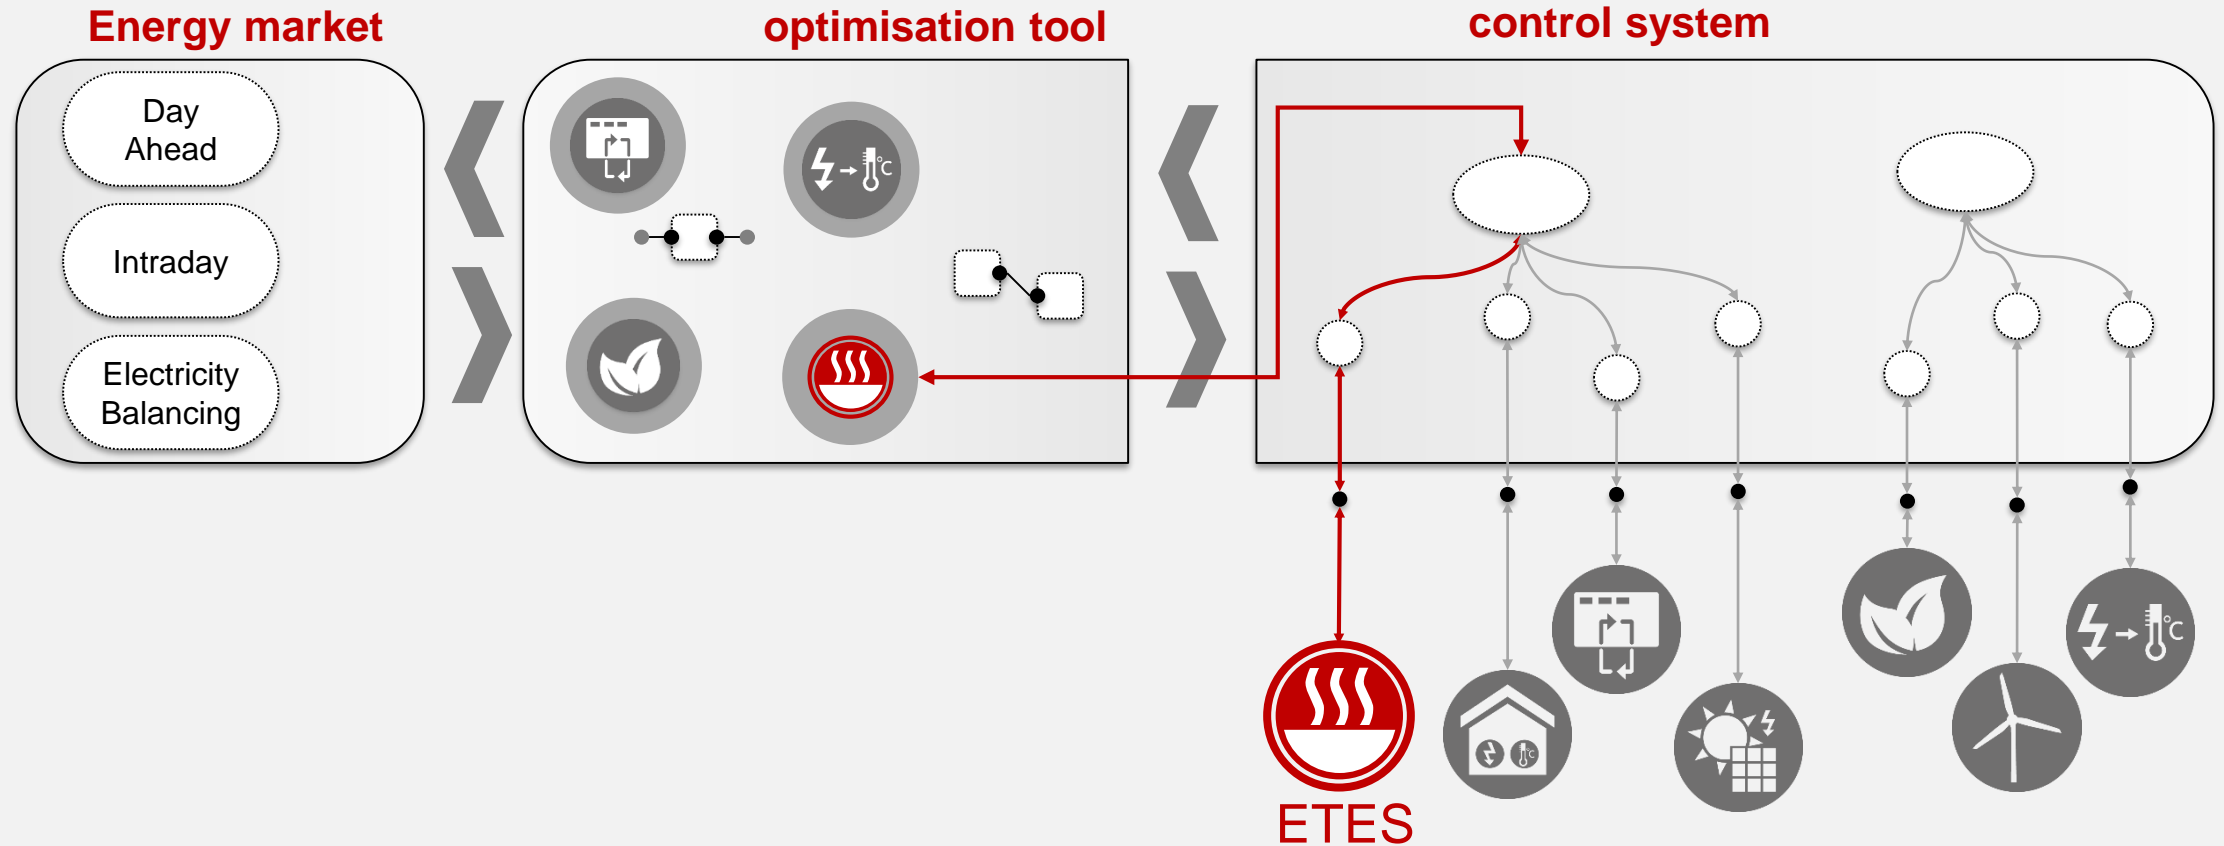 Energy market
optimisation tool
control system
Day
Ahead
Intraday
Electricity
Balancing
°C
ETES
°C
°C